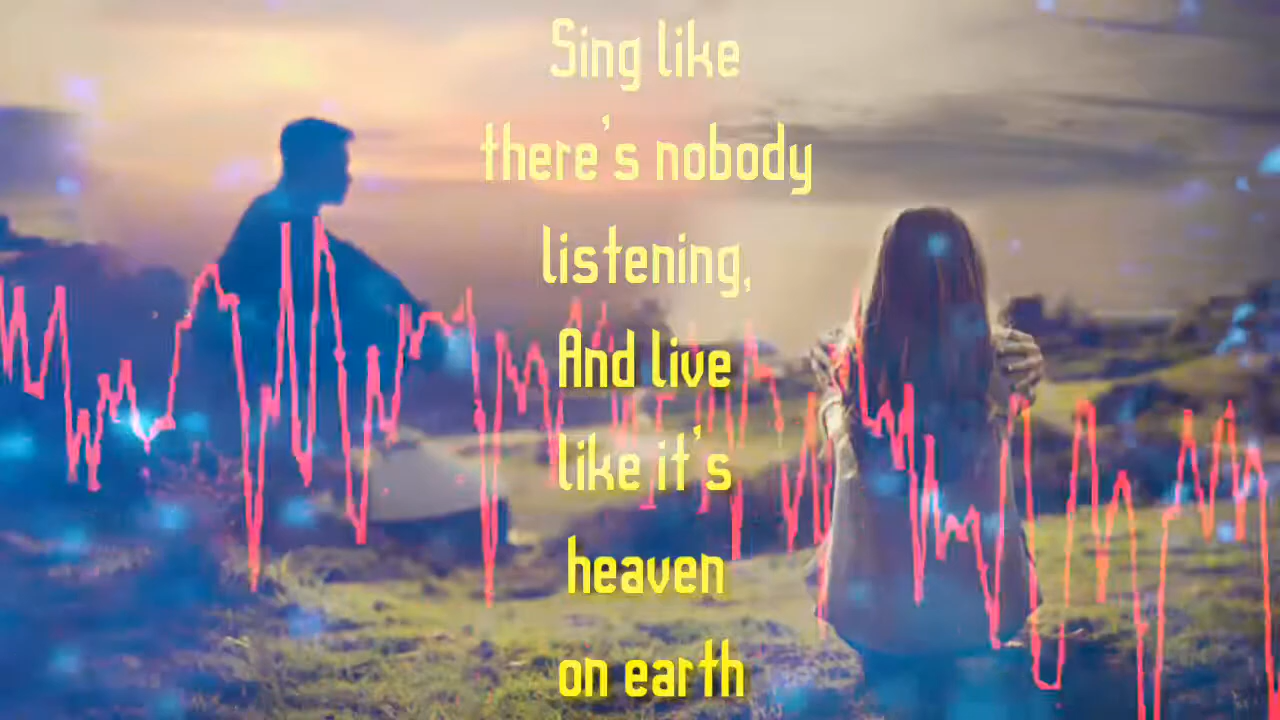 Sing like
there's nobody
listening,
And live
like it's
heaven
on earth